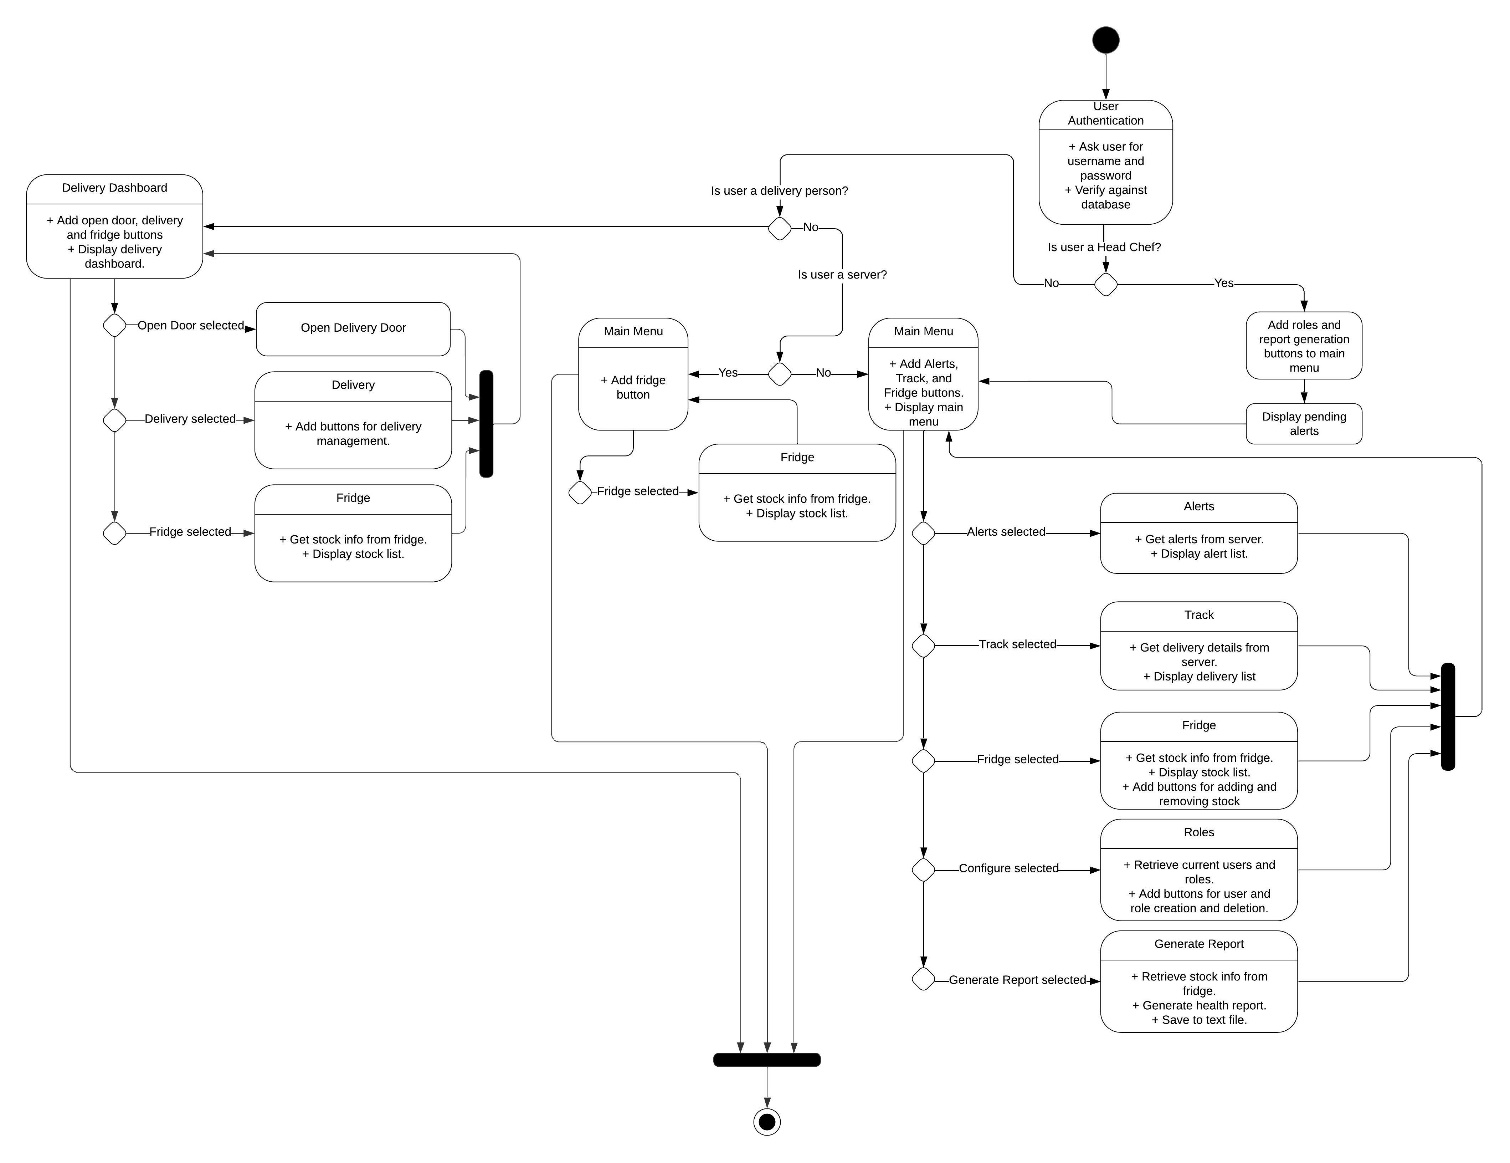 User
Authentication
+ Ask user for
username and
password
+ Verify against
database
Is user a Head Chef?
No
Yes
Add roles and
report generation
buttons to main
menu
Display pending
alerts
Is user a delivery person?
No
Is user a server?
Yes
No
Delivery Dashboard
+ Add open door, delivery
and fridge buttons
+ Display delivery
dashboard.
Open Door selected
Open Delivery Door
Delivery selected
Delivery
+ Add buttons for delivery
management.
Fridge selected
Fridge
+ Get stock info from fridge.
+ Display stock list.
Main Menu
+ Add fridge
button
Fridge selected
Fridge
+ Get stock info from fridge.
+ Display stock list.
Main Menu
+ Add Alerts,
Track, and
Fridge buttons.
+ Display main
menu
Alerts selected
Alerts
+ Get alerts from server.
+ Display alert list.
Track selected
Track
+ Get delivery details from
server.
+ Display delivery list
Fridge selected
Fridge
+ Get stock info from fridge.
+ Display stock list.
+ Add buttons for adding and
removing stock
Configure selected
Roles
+ Retrieve current users and
roles.
+ Add buttons for user and
role creation and deletion.
Generate Report selected
Generate Report
+ Retrieve stock info from
fridge.
+ Generate health report.
+ Save to text file.